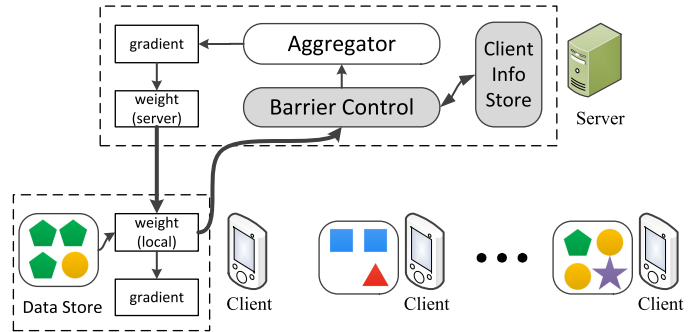 gradient
Aggregator
Client
Info
Store
weight
(server)
Barrier Control
Server
weight
(local)
gradient
Data Store
Client
Client
Client